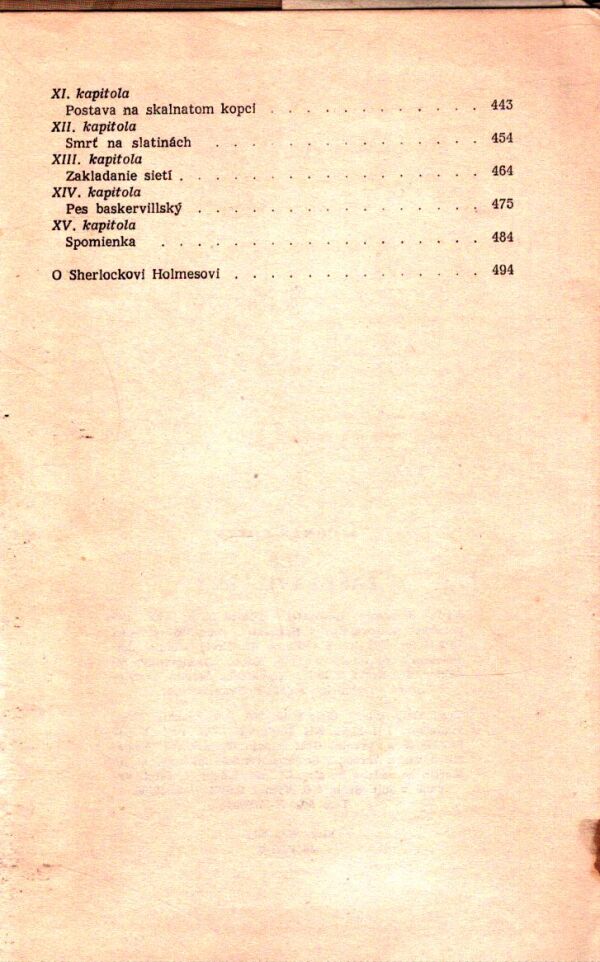 XI. kapitola
Postava na skalnatom kopci . . . . . . . . . . . . 443
XII. kapitola
Smrť na slatinách . . . . . . . . . . . . . . 454
XIII. kapitola
Zakladanie sietí . . . . . . . . . . . . . . . . 464
XIV. kapitola
Pes baskervillský . . . . . . . . . . . . . . . 475
XV. kapitola
Spomienka . . . . . . . . . . . . . . . . . 484
O Sherlockovi Holmesovi . . . . . . . . . . . . . 494